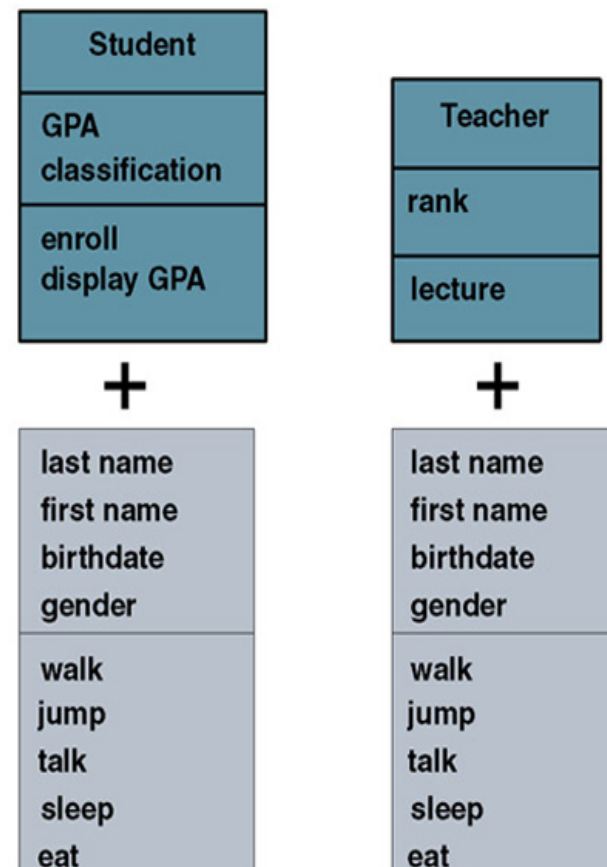 Student
GPA
classification
enroll
display GPA
+
last name
first name
birthdate
gender
walk
jump
talk
sleep
eat
Teacher
rank
lecture
+
last name
first name
birthdate
gender
walk
jump
talk
sleep
eat